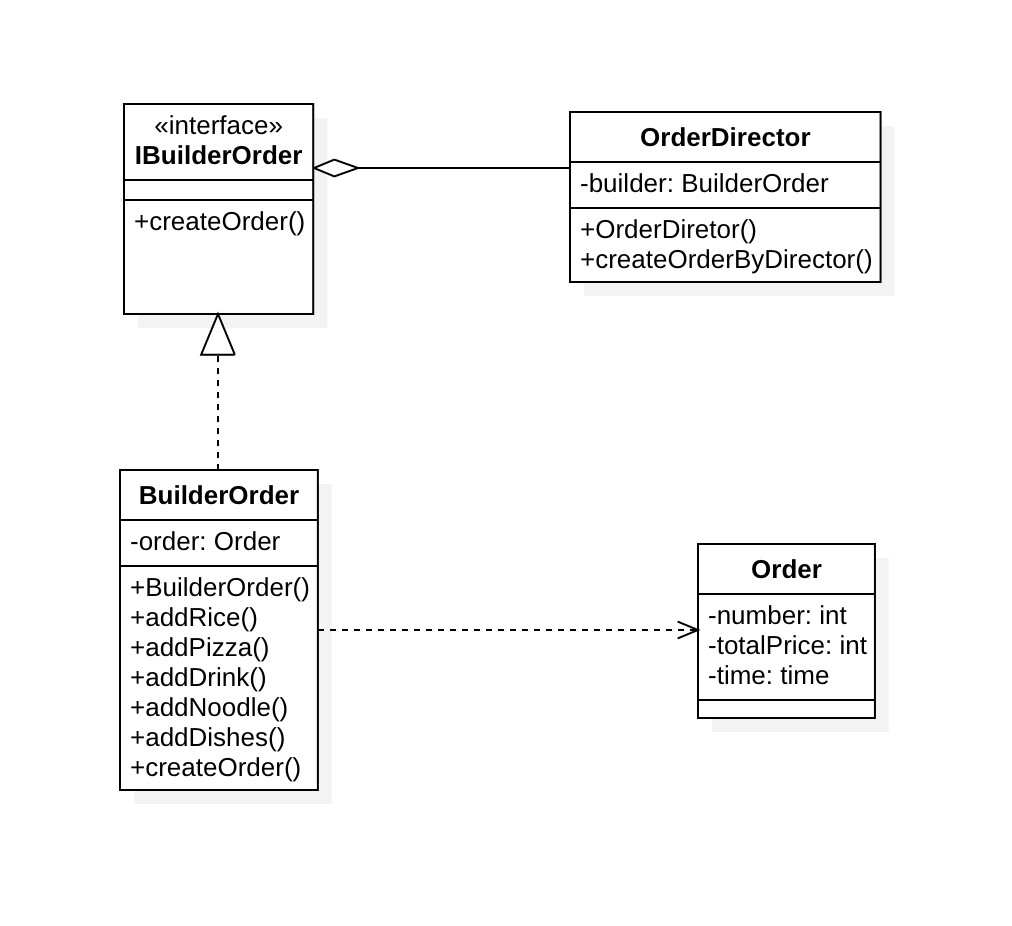 «interface»
IBuilderOrder
+createOrder()
OrderDirector
-builder: BuilderOrder
+OrderDiretor()
+createOrderByDirector()
BuilderOrder
-order: Order
+BuilderOrder()
+addRice()
+addPizza()
+addDrink()
+addNoodle()
+addDishes()
+createOrder()
Order
-number: int
-totalPrice: int
-time: time